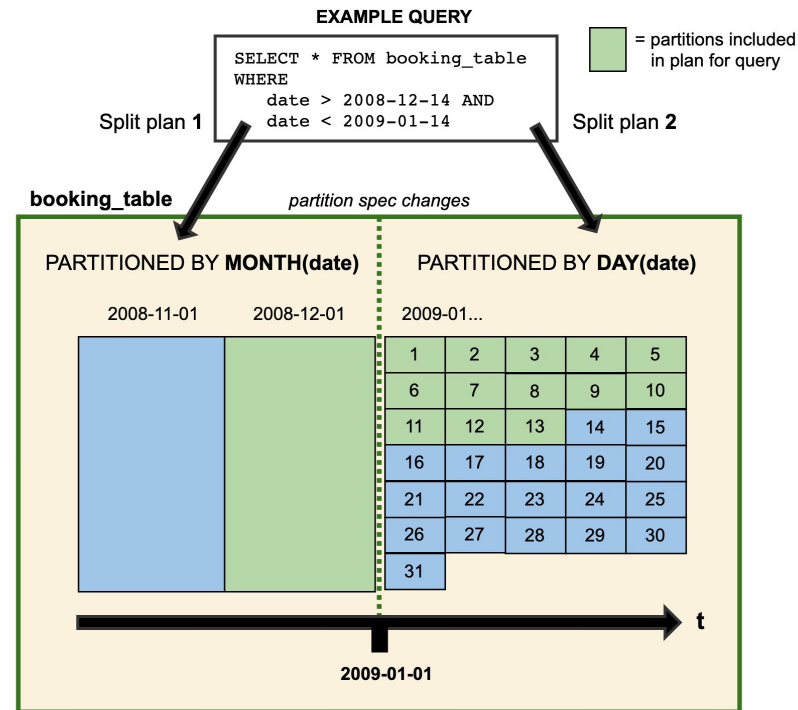 EXAMPLE QUERY
SELECT * FROM booking_table
WHERE
date > 2008-12-14 AND
date < 2009-01-14
= partitions included
in plan for query
Split plan 1
Split plan 2
booking_table
partition spec changes
PARTITIONED BY MONTH(date)
PARTITIONED BY DAY(date)
2008-11-01
2008-12-01
2009-01...
1 2 3 4 5
6 7 8 9 10
11 12 13 14 15
16 17 18 19 20
21 22 23 24 25
26 27 28 29 30
31
t
2009-01-01